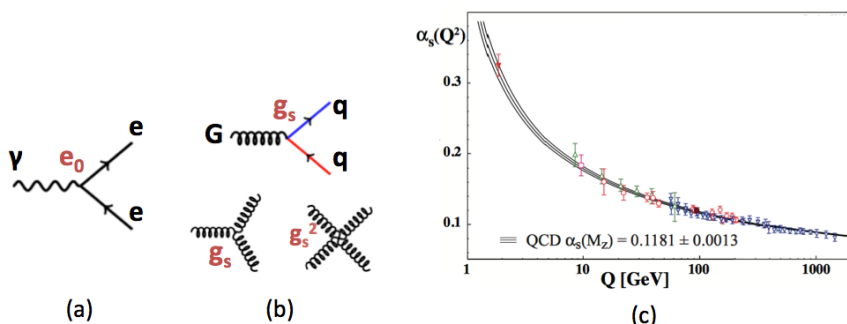 γ
e₀
e
e
(a)
G
gₛ
q
q
gₛ
gₛ²
(b)
αₛ(Q²)
0.3
0.2
0.1
QCD αₛ(M_Z) = 0.1181 ± 0.0013
1
10
100
1000
Q [GeV]
(c)